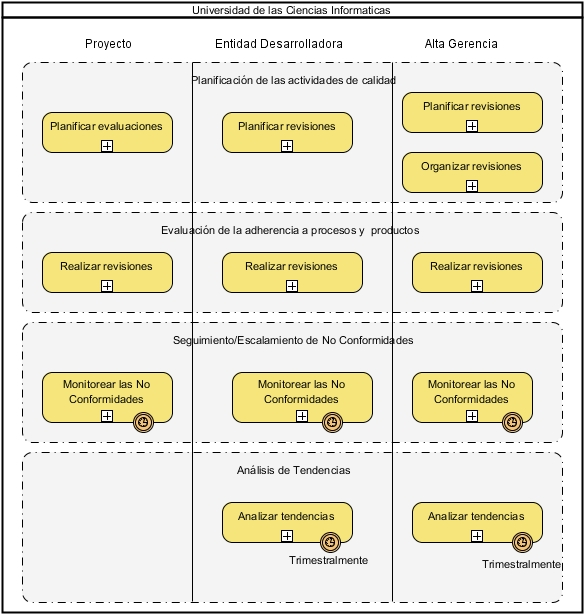 Universidad de las Ciencias Informaticas
Proyecto
Entidad Desarrolladora
Alta Gerencia
Planificación de las actividades de calidad
Planificar evaluaciones
Planificar revisiones
Planificar revisiones
Organizar revisiones
Evaluación de la adherencia a procesos y productos
Realizar revisiones
Realizar revisiones
Realizar revisiones
Seguimiento/Escalamiento de No Conformidades
Monitorear las No
Conformidades
Monitorear las No
Conformidades
Monitorear las No
Conformidades
Análisis de Tendencias
Analizar tendencias
Trimestralmente
Analizar tendencias
Trimestralmente